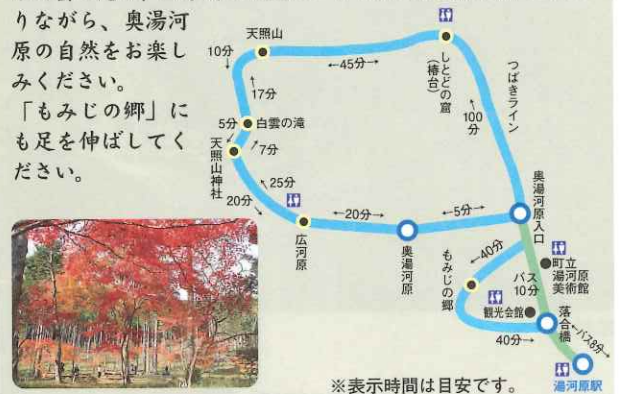 りながら、奥湯河
原の自然をお楽し
みください。
「もみじの郷」に
も足を伸ばしてく
ださい。
天照山
10分
←45分→
しとどの窟
(椿台)
つばきライン
↖17分
←100分
5分
白雲の滝
↗7分
天照山神社
↖25分
20分↘
広河原
←20分→
奥湯河原
←5分→
奥湯河原入口
←40分
もみじの郷
バス
10分
町立
湯河原
美術館
観光会館
落合橋
40分→
←バス8分→
湯河原駅
※表示時間は目安です。